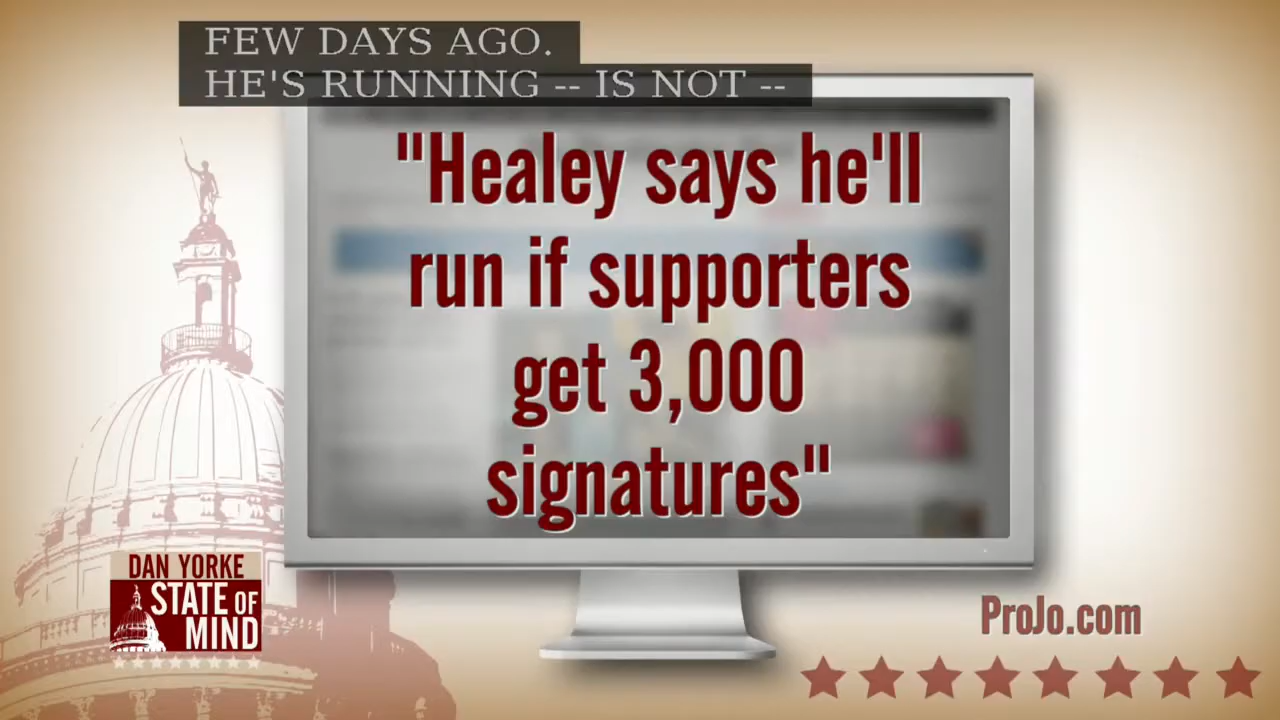 FEW DAYS AGO.
HE'S RUNNING -- IS NOT --
"Healey says he'll
run if supporters
get 3,000
signatures"
DAN YORKE
STATE OF
MIND
ProJo.com